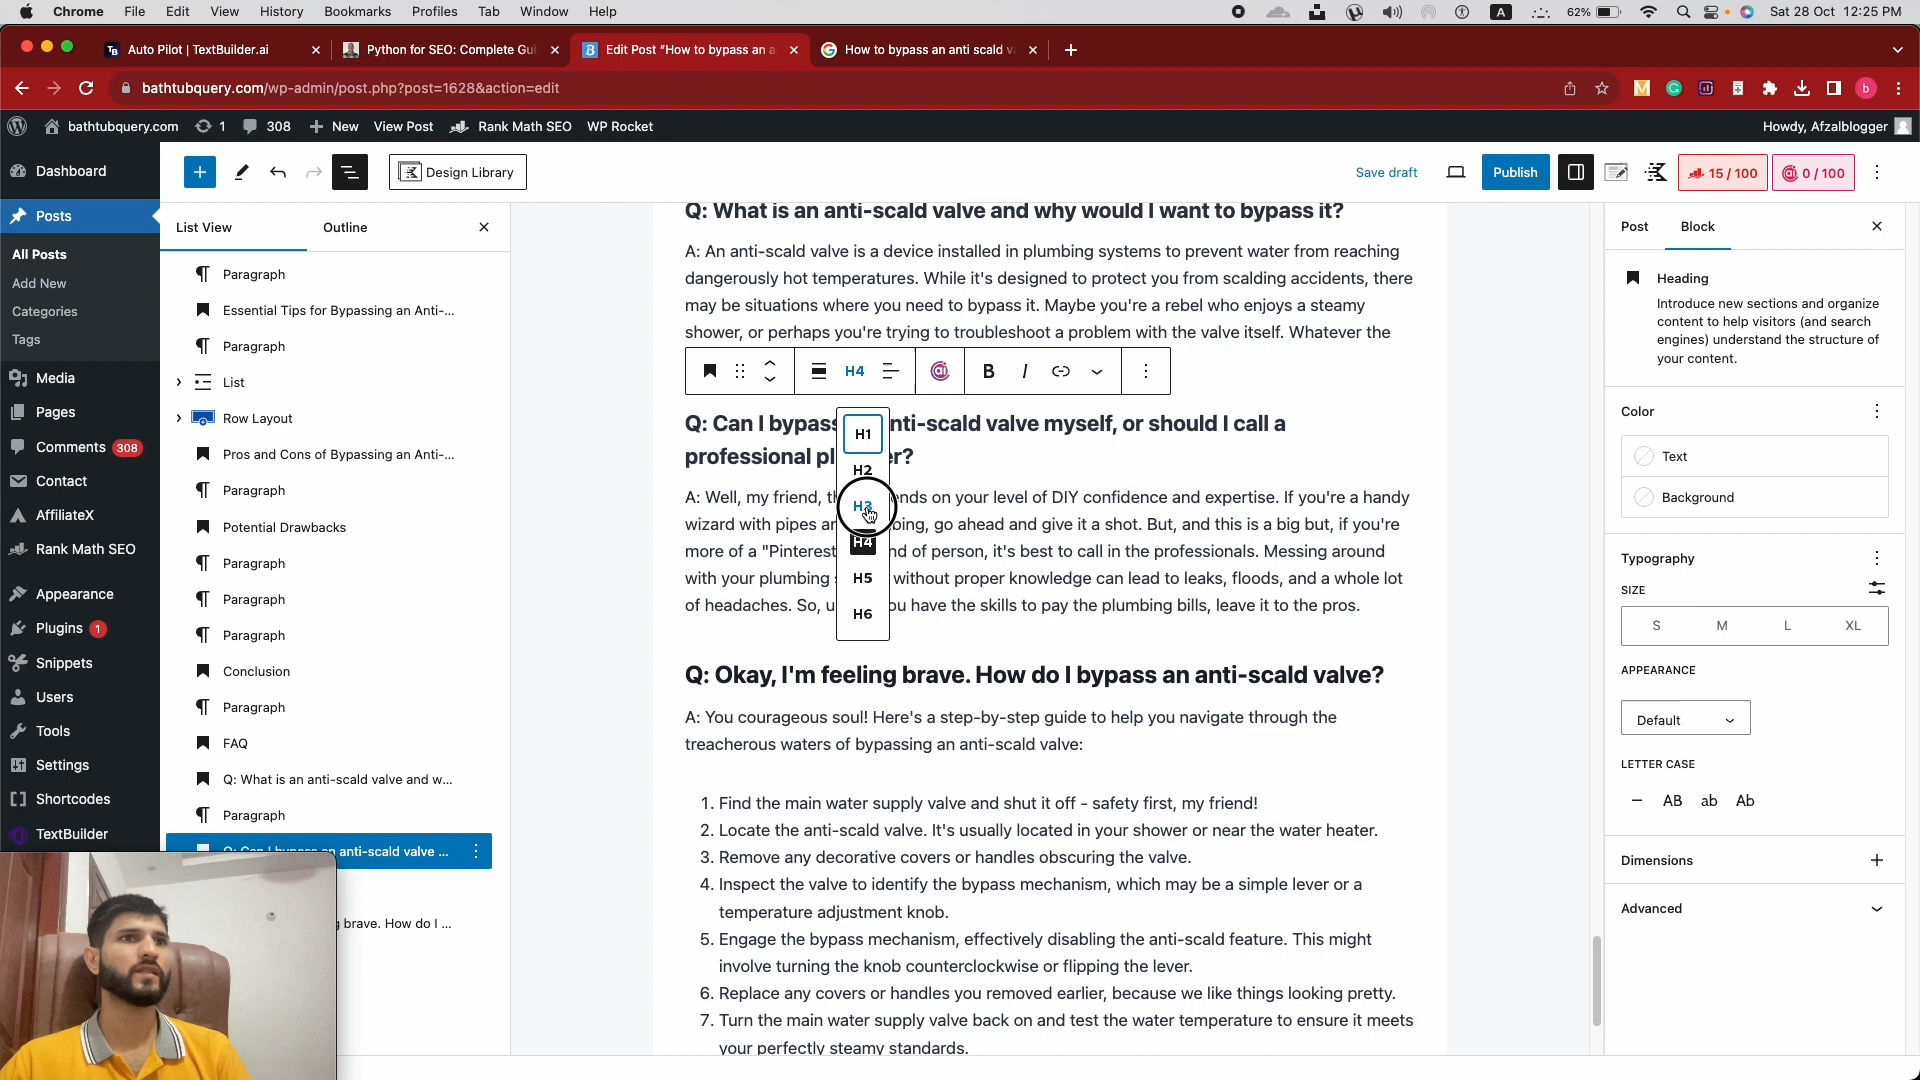 Chrome File Edit View History Bookmarks Profiles Tab Window Help A 62% Sat 28 Oct 12:25 PM
Auto Pilot | TextBuilder.ai Python for SEO: Complete Gui Edit Post "How to bypass an a How to bypass an anti scald v
bathtubquery.com/wp-admin/post.php?post=1628&action=edit
bathtubquery.com 1 308 New View Post Rank Math SEO WP Rocket Howdy, Afzalblogger
Dashboard
Posts
All Posts
Add New
Categories
Tags
Media
Pages
Comments 308
Contact
AffiliateX
Rank Math SEO
Appearance
Plugins 1
Snippets
Users
Tools
Settings
Shortcodes
TextBuilder
Design Library Save draft Publish 15 / 100 0 / 100
List View Outline
Paragraph
Essential Tips for Bypassing an Anti-...
Paragraph
List
Row Layout
Pros and Cons of Bypassing an Anti-...
Paragraph
Potential Drawbacks
Paragraph
Paragraph
Paragraph
Conclusion
Paragraph
FAQ
Q: What is an anti-scald valve and w...
Paragraph
anti-scald valve ...
brave. How do I ...
Q: What is an anti-scald valve and why would I want to bypass it?
A: An anti-scald valve is a device installed in plumbing systems to prevent water from reaching
dangerously hot temperatures. While it's designed to protect you from scalding accidents, there
may be situations where you need to bypass it. Maybe you're a rebel who enjoys a steamy
shower, or perhaps you're trying to troubleshoot a problem with the valve itself. Whatever the
H4 B I
H1
H2
H3
H4
H5
H6
Q: Can I bypass nti-scald valve myself, or should I call a
professional pl er?
A: Well, my friend, th ends on your level of DIY confidence and expertise. If you're a handy
wizard with pipes an bing, go ahead and give it a shot. But, and this is a big but, if you're
more of a "Pinterest nd of person, it's best to call in the professionals. Messing around
with your plumbing s without proper knowledge can lead to leaks, floods, and a whole lot
of headaches. So, u ou have the skills to pay the plumbing bills, leave it to the pros.
Q: Okay, I'm feeling brave. How do I bypass an anti-scald valve?
A: You courageous soul! Here's a step-by-step guide to help you navigate through the
treacherous waters of bypassing an anti-scald valve:
1. Find the main water supply valve and shut it off - safety first, my friend!
2. Locate the anti-scald valve. It's usually located in your shower or near the water heater.
3. Remove any decorative covers or handles obscuring the valve.
4. Inspect the valve to identify the bypass mechanism, which may be a simple lever or a
temperature adjustment knob.
5. Engage the bypass mechanism, effectively disabling the anti-scald feature. This might
involve turning the knob counterclockwise or flipping the lever.
6. Replace any covers or handles you removed earlier, because we like things looking pretty.
7. Turn the main water supply valve back on and test the water temperature to ensure it meets
your perfectly steamy standards.
Post Block
Heading
Introduce new sections and organize
content to help visitors (and search
engines) understand the structure of
your content.
Color
Text
Background
Typography
SIZE
S M L XL
APPEARANCE
Default
LETTER CASE
– AB ab Ab
Dimensions
Advanced